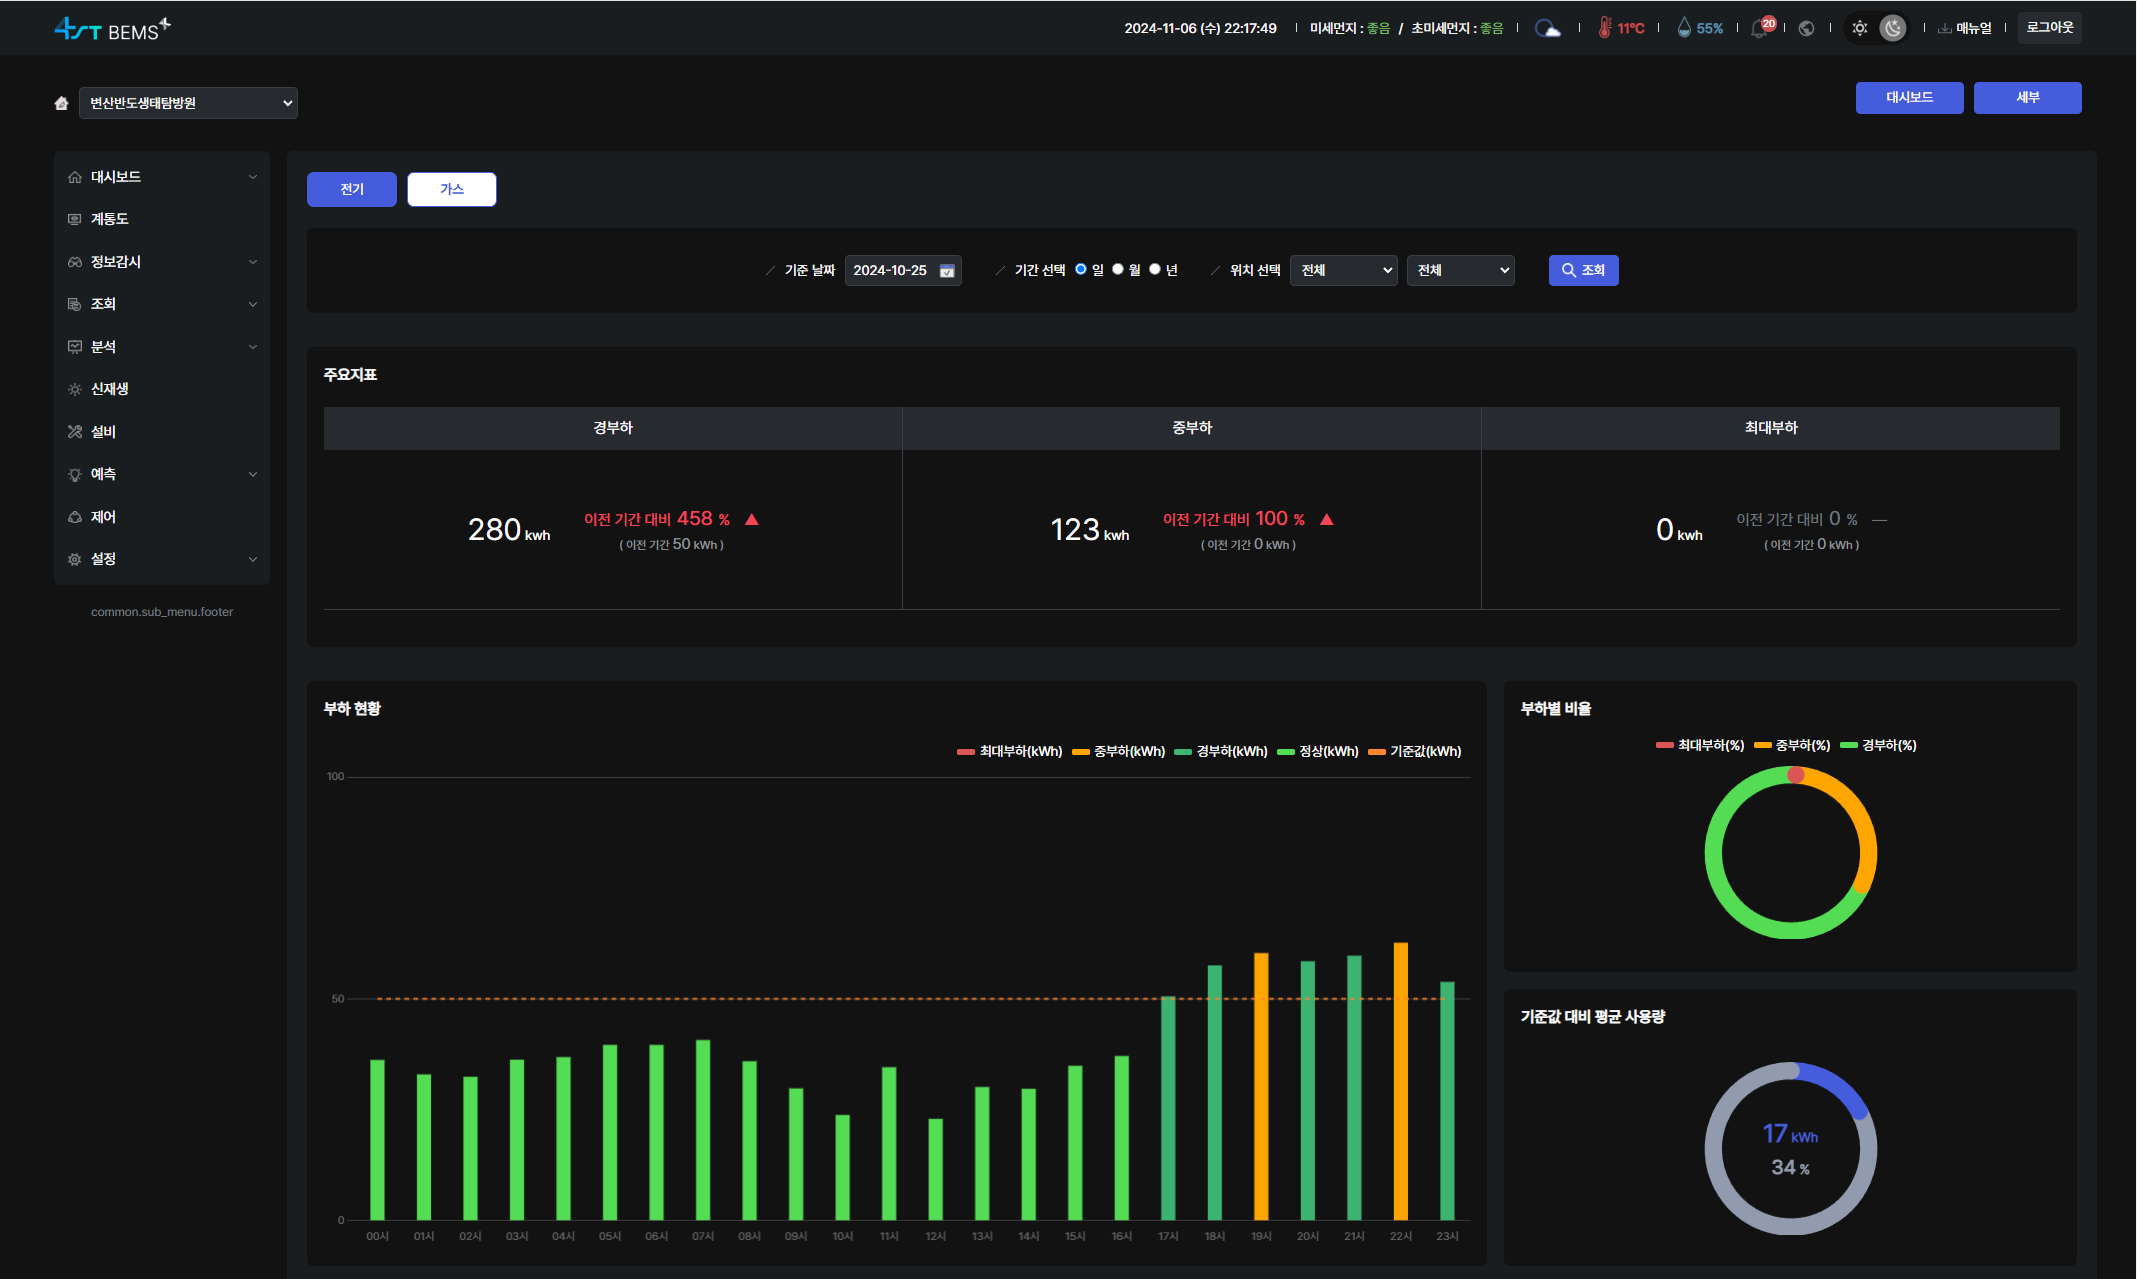 4ST BEMS
2024-11-06 (수) 22:17:49 미세먼지 : 좋음 / 초미세먼지 : 좋음 11℃ 55% 20 매뉴얼 로그아웃
변산반도생태탐방원
대시보드 세부
대시보드
계통도
정보감시
조회
분석
신재생
설비
예측
제어
설정
common.sub_menu.footer
전기 가스
기준 날짜 2024-10-25 기간 선택 일 월 년 위치 선택 전체 전체 조회
주요지표
경부하 중부하 최대부하
280 kwh 이전 기간 대비 458 % ▲
( 이전 기간 50 kWh )
123 kwh 이전 기간 대비 100 % ▲
( 이전 기간 0 kWh )
0 kwh 이전 기간 대비 0 % —
( 이전 기간 0 kWh )
부하 현황
최대부하(kWh) 중부하(kWh) 경부하(kWh) 정상(kWh) 기준값(kWh)
100
50
0
00시 01시 02시 03시 04시 05시 06시 07시 08시 09시 10시 11시 12시 13시 14시 15시 16시 17시 18시 19시 20시 21시 22시 23시
부하별 비율
최대부하(%) 중부하(%) 경부하(%)
기준값 대비 평균 사용량
17 kWh
34 %